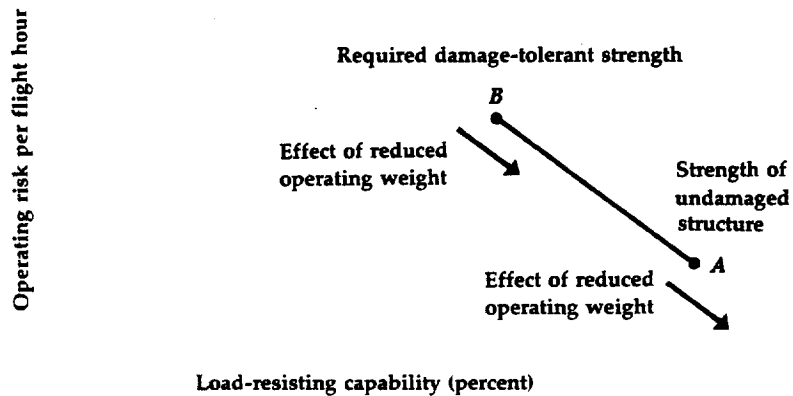 Operating risk per flight hour
Required damage-tolerant strength
B
Effect of reduced
operating weight
Strength of
undamaged
structure
A
Effect of reduced
operating weight
Load-resisting capability (percent)